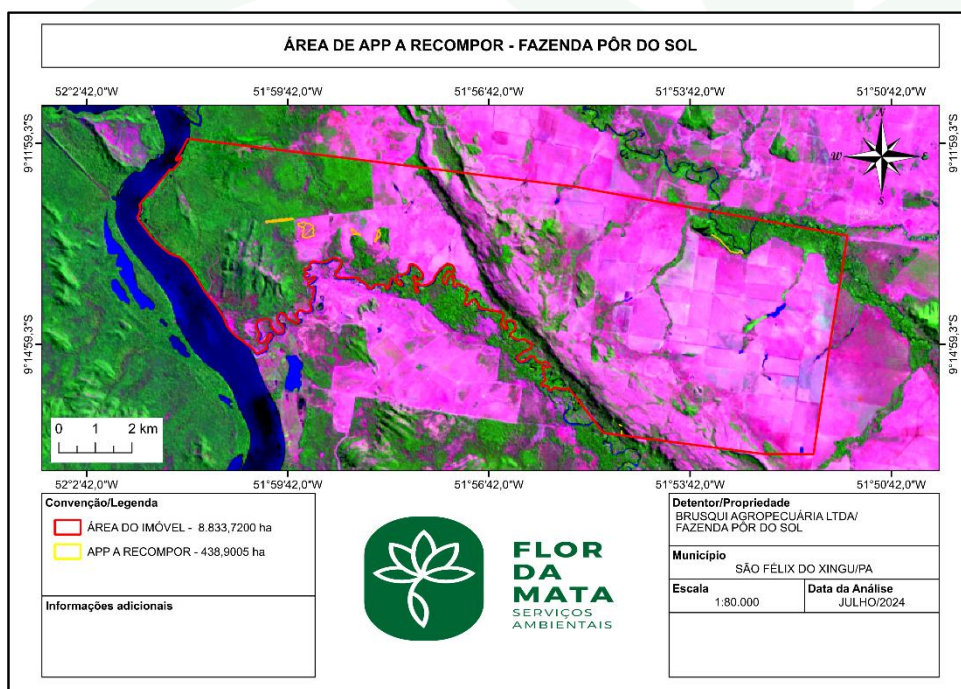 ÁREA DE APP A RECOMPOR - FAZENDA PÔR DO SOL
52°2'42,0"W 51°59'42,0"W 51°56'42,0"W 51°53'42,0"W 51°50'42,0"W
9°11'59,3"S 9°11'59,3"S
N
W E
S
9°14'59,3"S 9°14'59,3"S
0 1 2 km
52°2'42,0"W 51°59'42,0"W 51°56'42,0"W 51°53'42,0"W 51°50'42,0"W
Convenção/Legenda
ÁREA DO IMÓVEL - 8.833,7200 ha
APP A RECOMPOR - 438,9005 ha
Informações adicionais
FLOR
DA
MATA
SERVIÇOS
AMBIENTAIS
Detentor/Propriedade
BRUSQUI AGROPECUÁRIA LTDA/
FAZENDA PÔR DO SOL
Município
SÃO FÉLIX DO XINGU/PA
Escala
1:80.000
Data da Análise
JULHO/2024